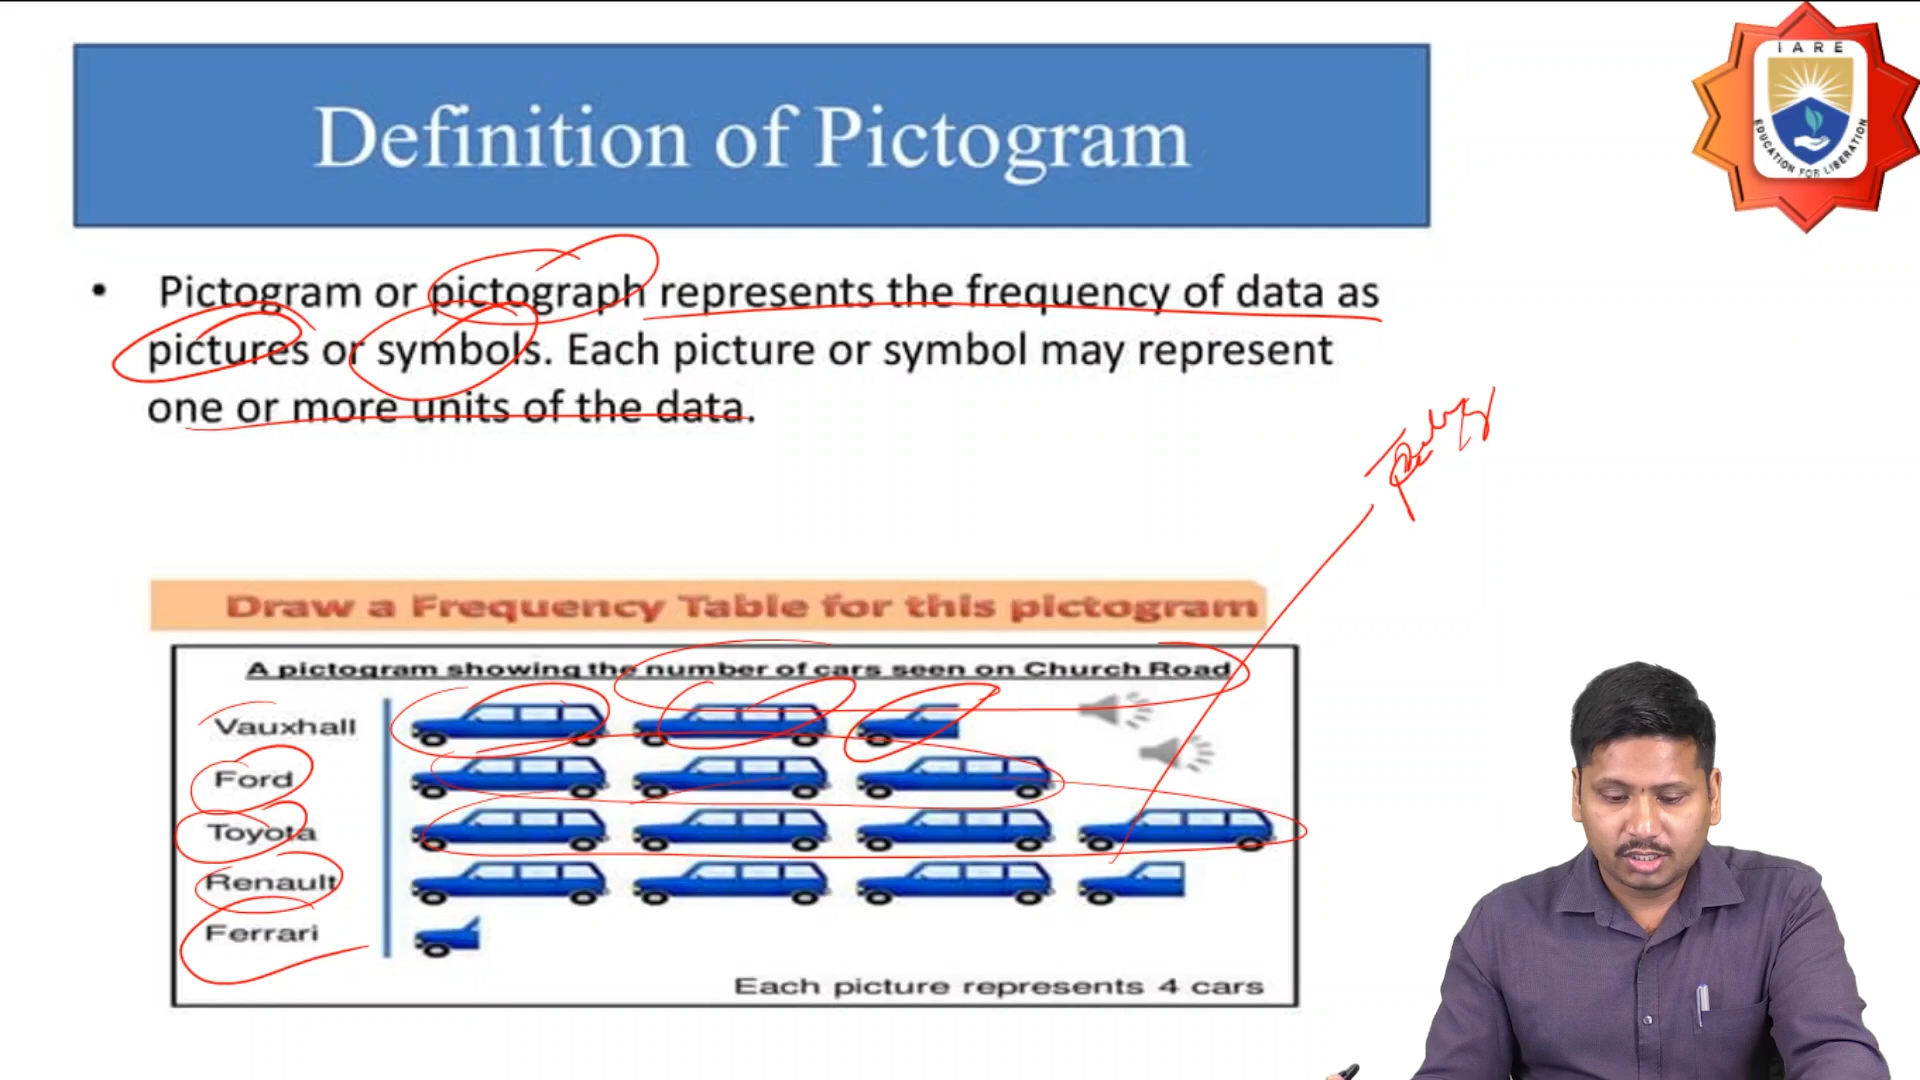 IARE
EDUCATION FOR LIBERATION
Definition of Pictogram
• Pictogram or pictograph represents the frequency of data as
pictures or symbols. Each picture or symbol may represent
one or more units of the data.
Draw a Frequency Table for this pictogram
A pictogram showing the number of cars seen on Church Road
Vauxhall
Ford
Toyota
Renault
Ferrari
Each picture represents 4 cars